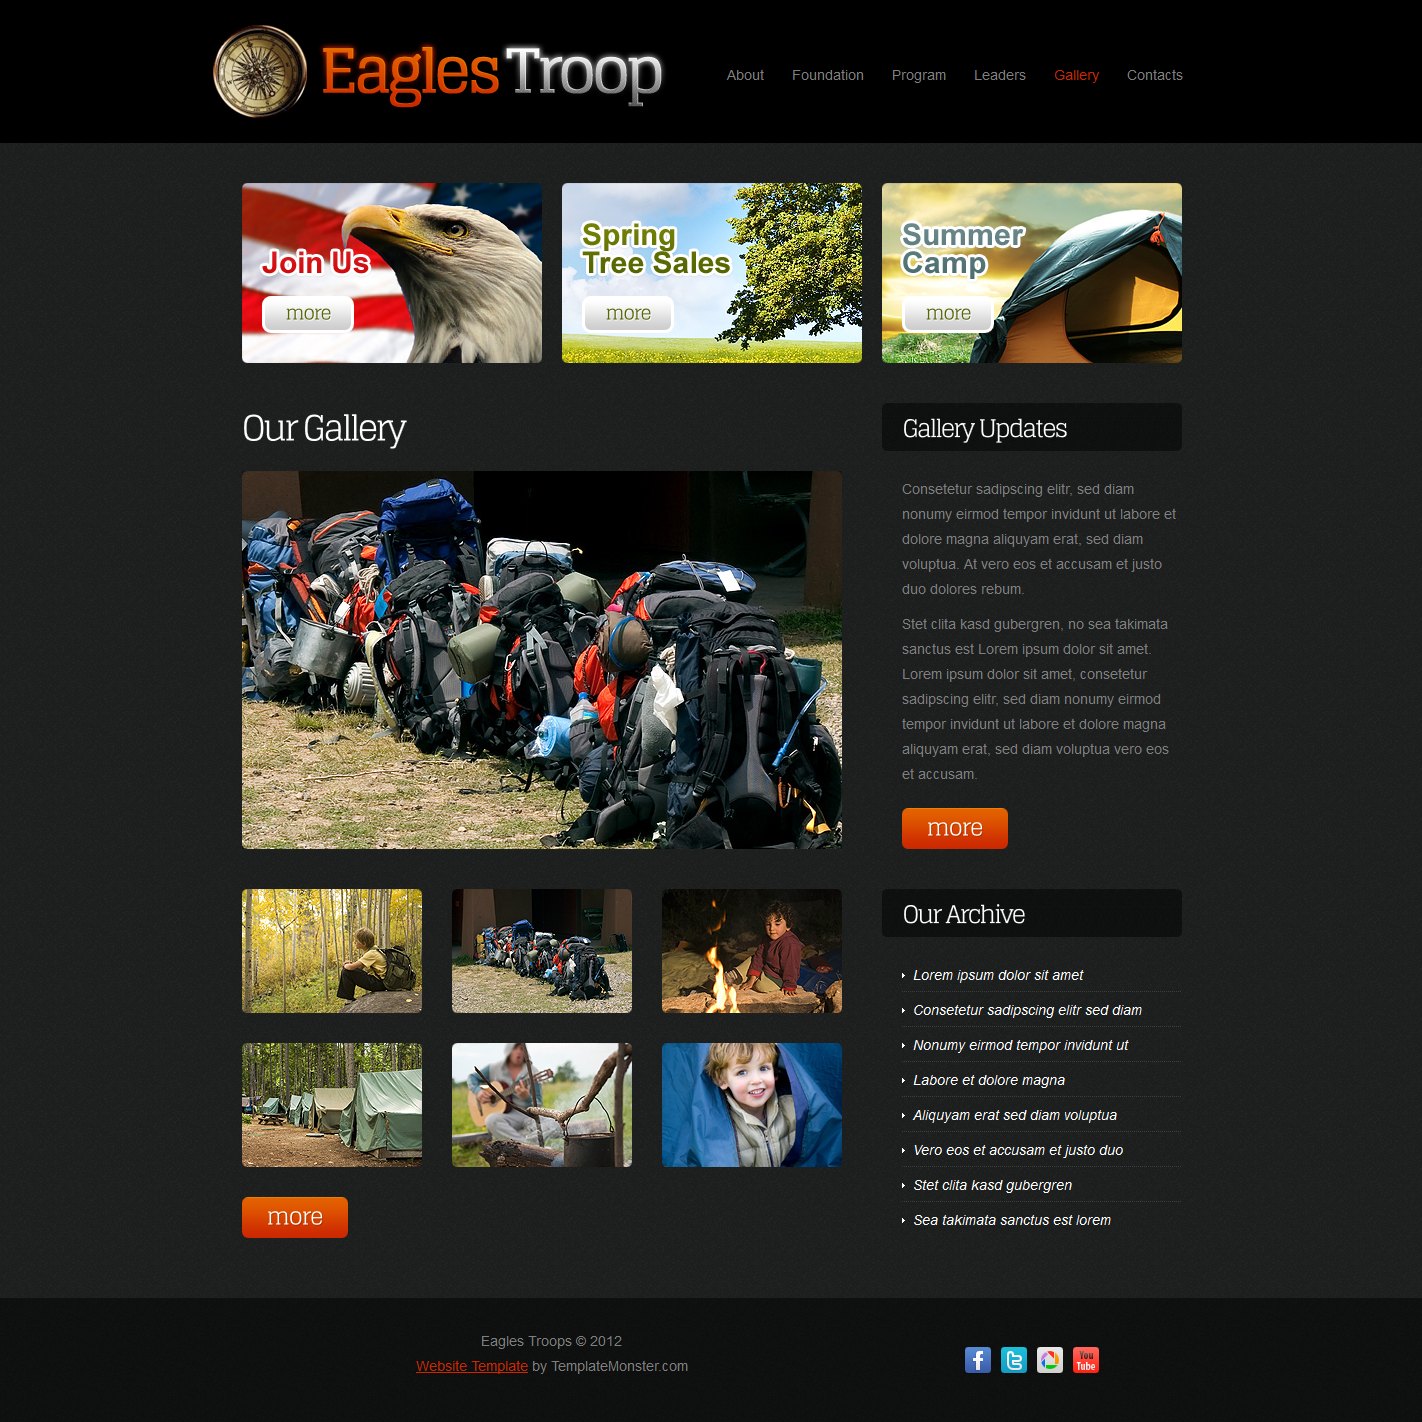 Eagles Troop
About Foundation Program Leaders Gallery Contacts
Join Us
more
Spring
Tree Sales
more
Summer
Camp
more
Our Gallery
Gallery Updates
Consetetur sadipscing elitr, sed diam
nonumy eirmod tempor invidunt ut labore et
dolore magna aliquyam erat, sed diam
voluptua. At vero eos et accusam et justo
duo dolores rebum.
Stet clita kasd gubergren, no sea takimata
sanctus est Lorem ipsum dolor sit amet.
Lorem ipsum dolor sit amet, consetetur
sadipscing elitr, sed diam nonumy eirmod
tempor invidunt ut labore et dolore magna
aliquyam erat, sed diam voluptua vero eos
et accusam.
more
Our Archive
Lorem ipsum dolor sit amet
Consetetur sadipscing elitr sed diam
Nonumy eirmod tempor invidunt ut
Labore et dolore magna
Aliquyam erat sed diam voluptua
Vero eos et accusam et justo duo
Stet clita kasd gubergren
Sea takimata sanctus est lorem
more
Eagles Troops © 2012
Website Template by TemplateMonster.com
You
Tube